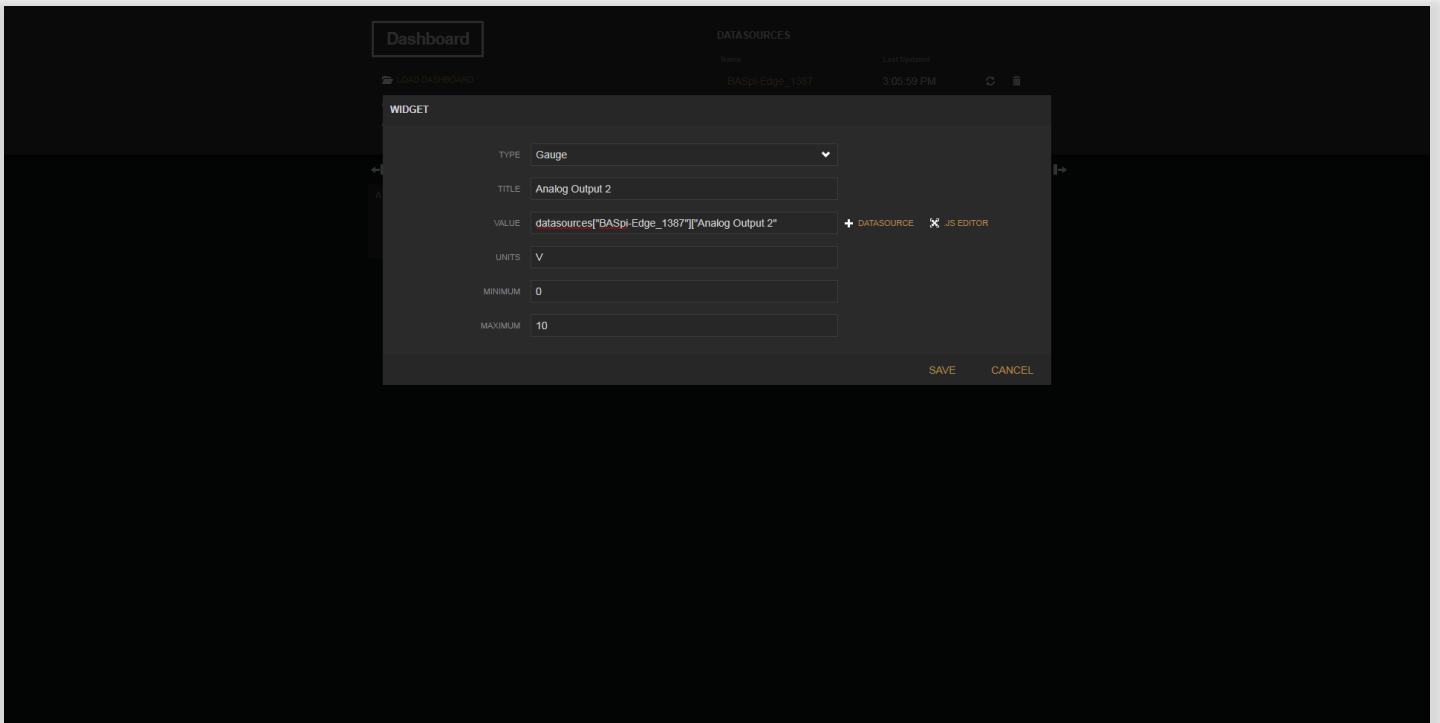 Dashboard
DATASOURCES
Name Last Updated
LOAD DASHBOARD
BASpi-Edge_1387 3:05:59 PM
WIDGET
TYPE Gauge
TITLE Analog Output 2
VALUE datasources["BASpi-Edge_1387"]["Analog Output 2" DATASOURCE .JS EDITOR
UNITS V
MINIMUM 0
MAXIMUM 10
SAVE CANCEL